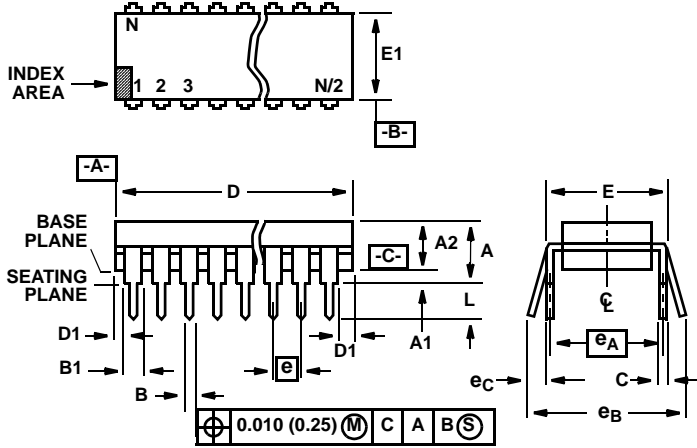 N
E1
INDEX
AREA
1 2 3 N/2
-B-
-A-
D
E
BASE
PLANE
A2 A
-C-
SEATING
PLANE
L
C
L
D1
D1
A1
eA
B1
e
B
eC
C
eB
0.010 (0.25) M C A B S